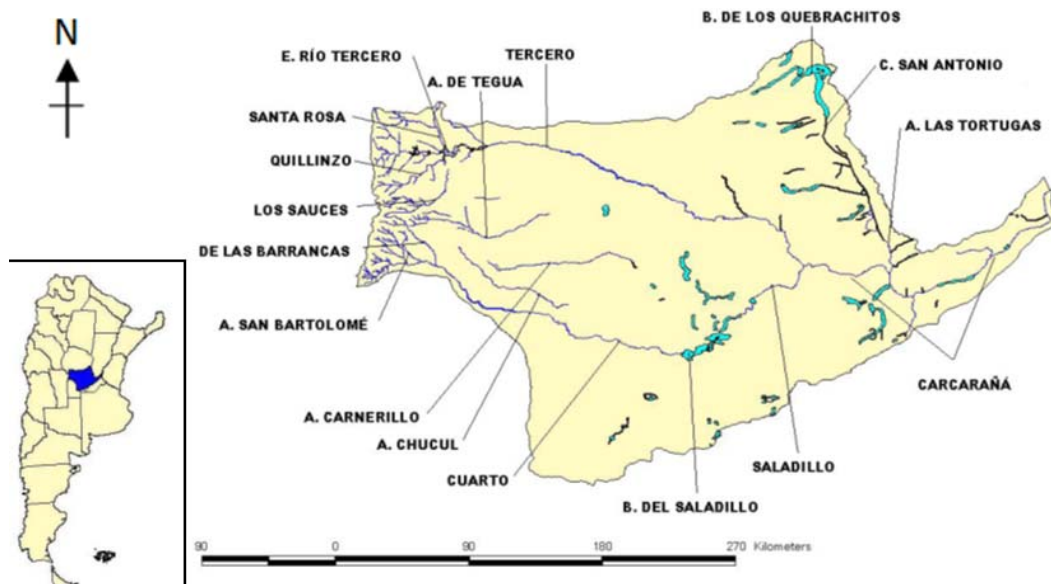 N
B. DE LOS QUEBRACHITOS
E. RÍO TERCERO
TERCERO
A. DE TEGUA
C. SAN ANTONIO
SANTA ROSA
A. LAS TORTUGAS
QUILLINZO
LOS SAUCES
DE LAS BARRANCAS
A. SAN BARTOLOMÉ
CARCARAÑÁ
A. CARNERILLO
A. CHUCUL
CUARTO
SALADILLO
B. DEL SALADILLO
90 0 90 180 270 Kilometers